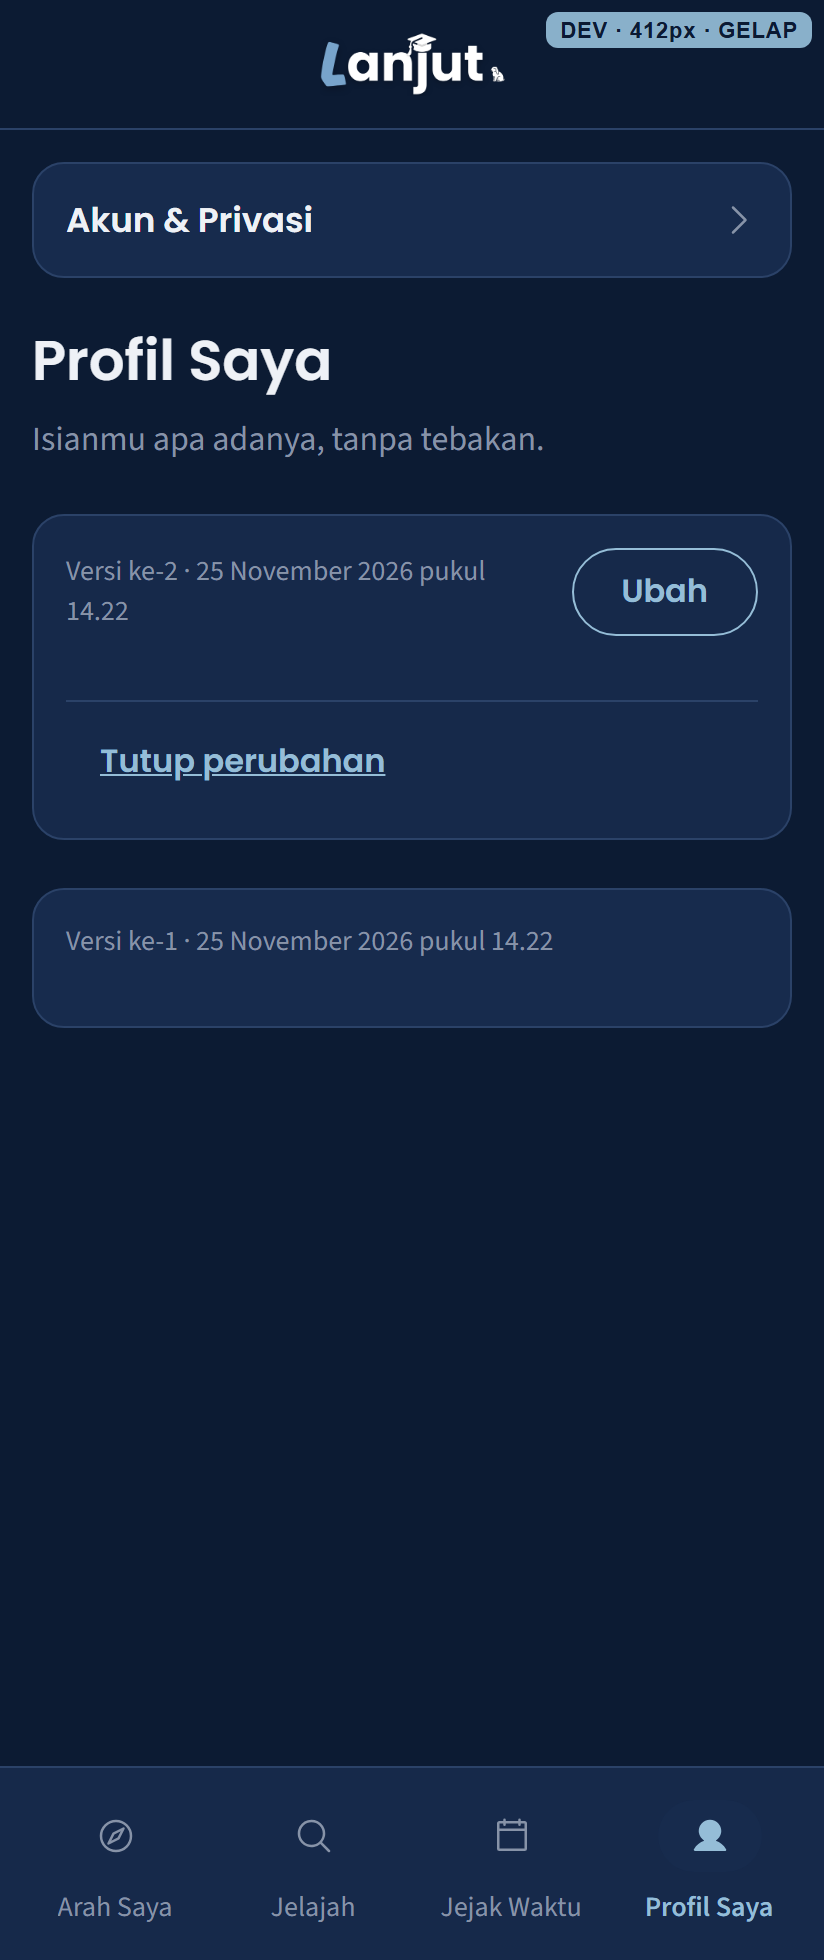 Lanjut
DEV · 412px · GELAP
Akun & Privasi
Profil Saya
Isianmu apa adanya, tanpa tebakan.
Versi ke-2 · 25 November 2026 pukul
14.22
Ubah
Tutup perubahan
Versi ke-1 · 25 November 2026 pukul 14.22
Arah Saya
Jelajah
Jejak Waktu
Profil Saya